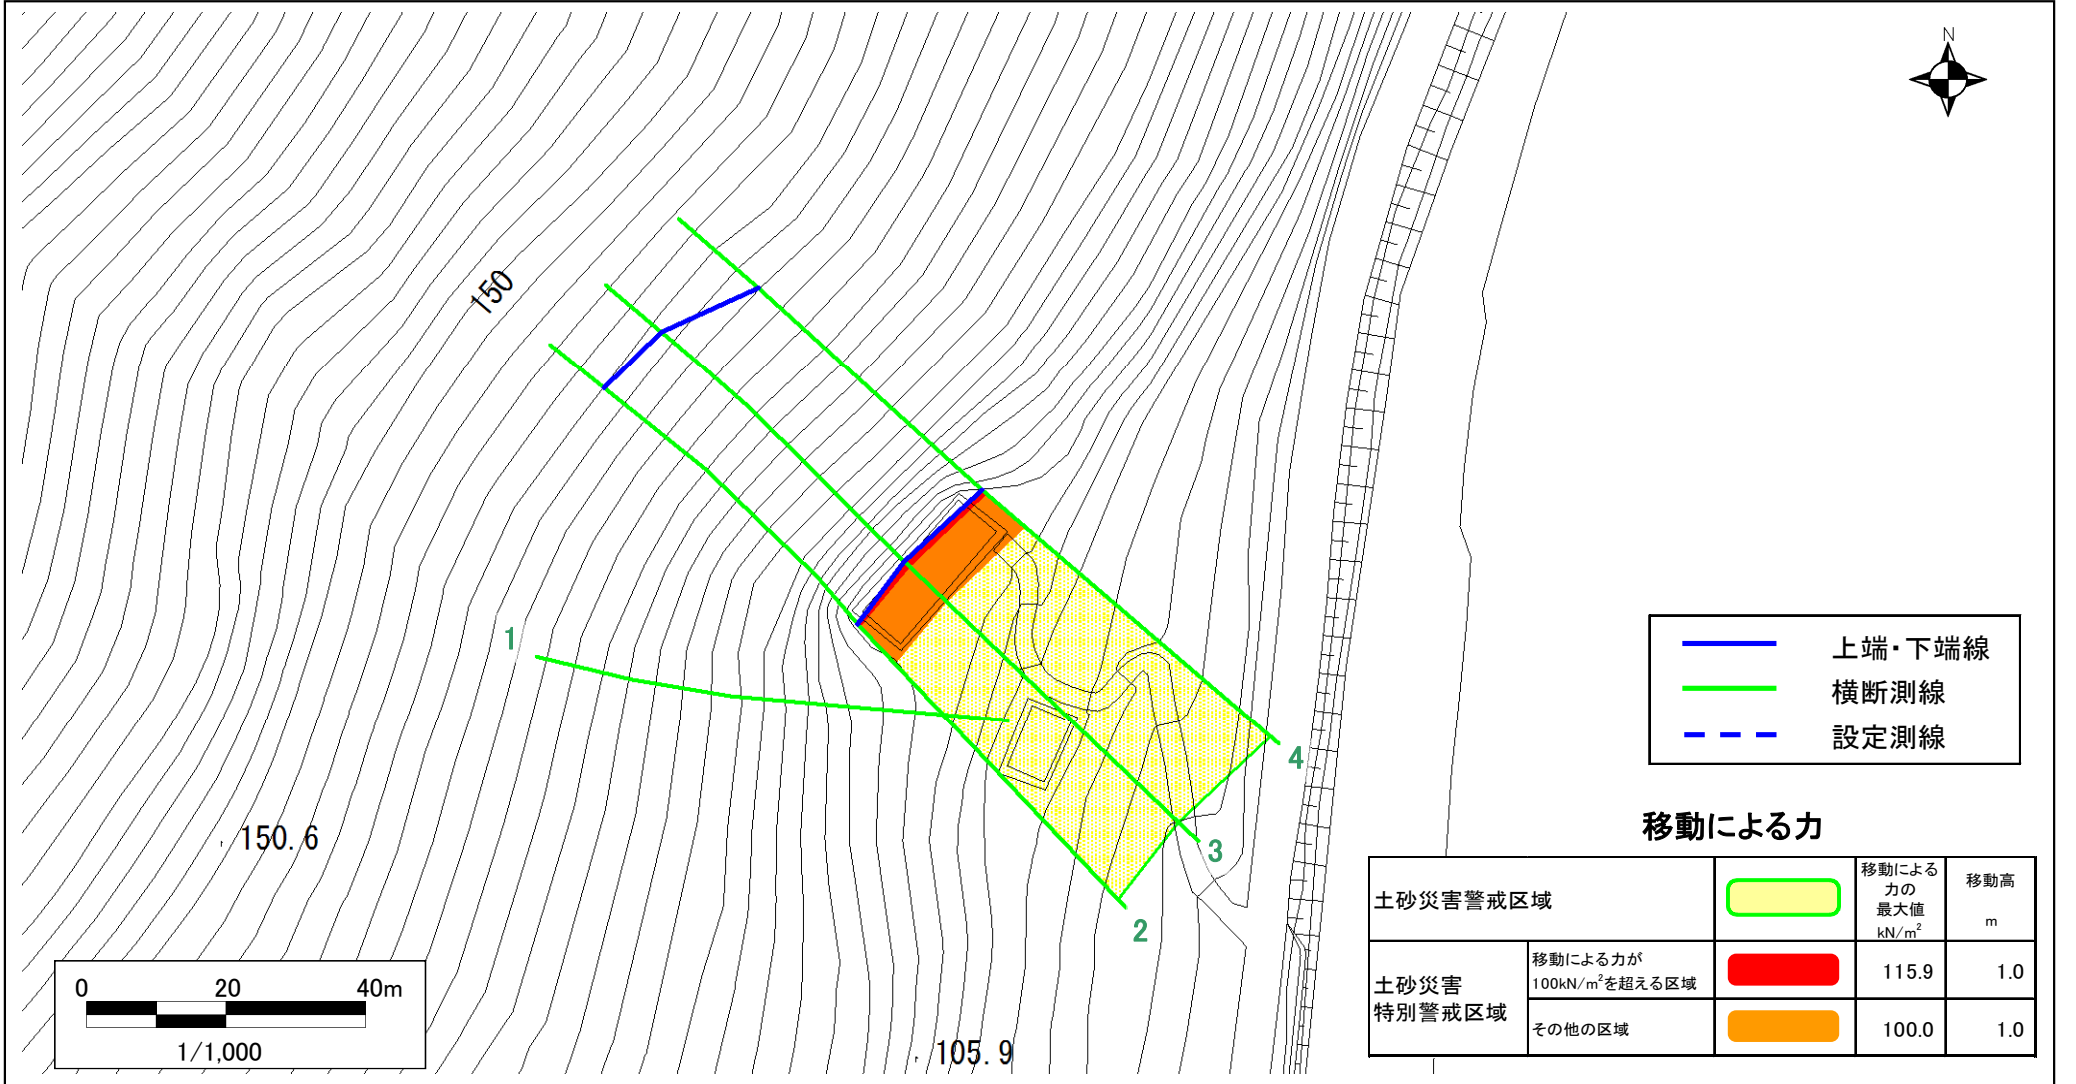 N
150
1
150.6
105.9
2
3
4
上端・下端線
横断測線
設定測線
0 20 40m
1/1,000
移動による力
土砂災害警戒区域
移動による
力の
最大値
kN/m²
移動高
m
土砂災害
特別警戒区域
移動による力が
100kN/m²を超える区域
115.9
1.0
その他の区域
100.0
1.0